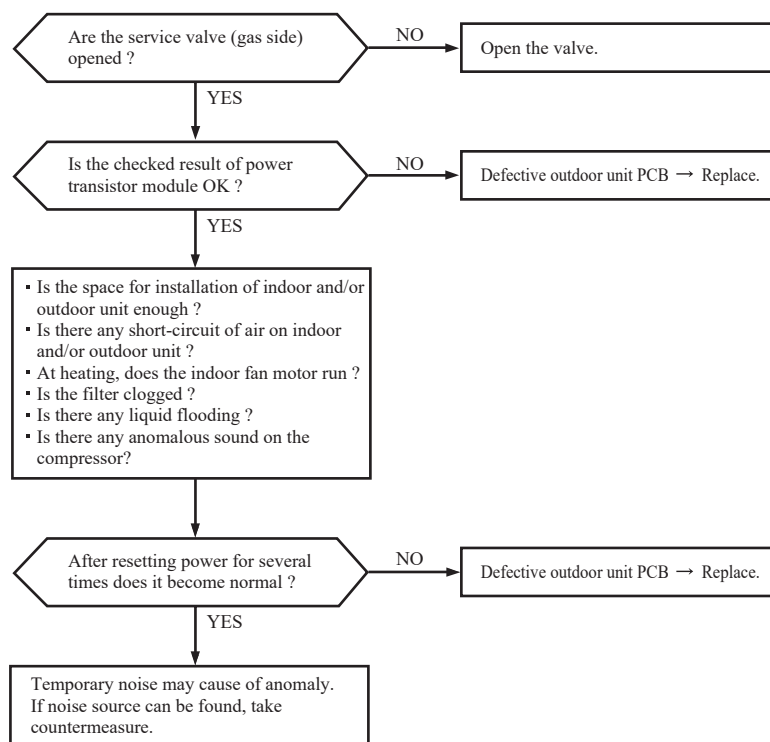 Are the service valve (gas side)
opened ?
NO
Open the valve.
YES
Is the checked result of power
transistor module OK ?
NO
Defective outdoor unit PCB → Replace.
YES
▪ Is the space for installation of indoor and/or
outdoor unit enough ?
▪ Is there any short-circuit of air on indoor
and/or outdoor unit ?
▪ At heating, does the indoor fan motor run ?
▪ Is the filter clogged ?
▪ Is there any liquid flooding ?
▪ Is there any anomalous sound on the
compressor?
After resetting power for several
times does it become normal ?
NO
Defective outdoor unit PCB → Replace.
YES
Temporary noise may cause of anomaly.
If noise source can be found, take
countermeasure.